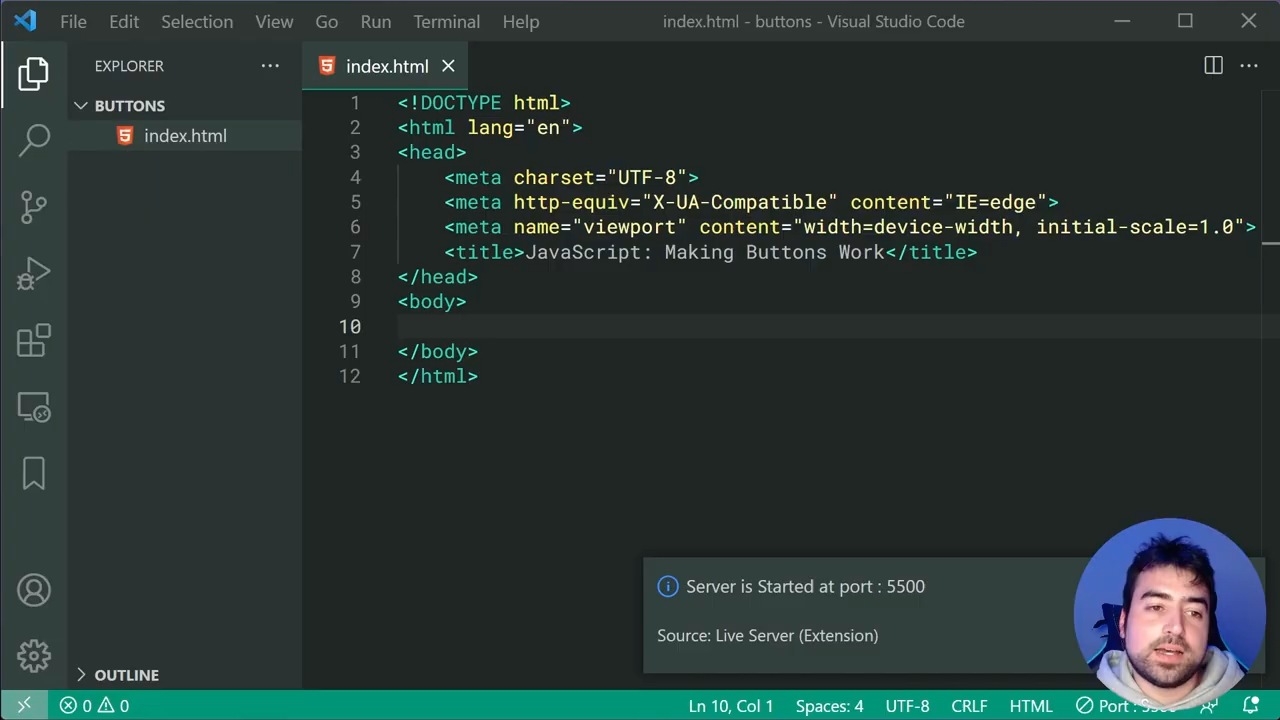 File Edit Selection View Go Run Terminal Help index.html - buttons - Visual Studio Code
EXPLORER
BUTTONS
index.html
OUTLINE
index.html
1 <!DOCTYPE html>
2 <html lang="en">
3 <head>
4 <meta charset="UTF-8">
5 <meta http-equiv="X-UA-Compatible" content="IE=edge">
6 <meta name="viewport" content="width=device-width, initial-scale=1.0">
7 <title>JavaScript: Making Buttons Work</title>
8 </head>
9 <body>
10
11 </body>
12 </html>
Server is Started at port : 5500
Source: Live Server (Extension)
0 0 Ln 10, Col 1 Spaces: 4 UTF-8 CRLF HTML Port :